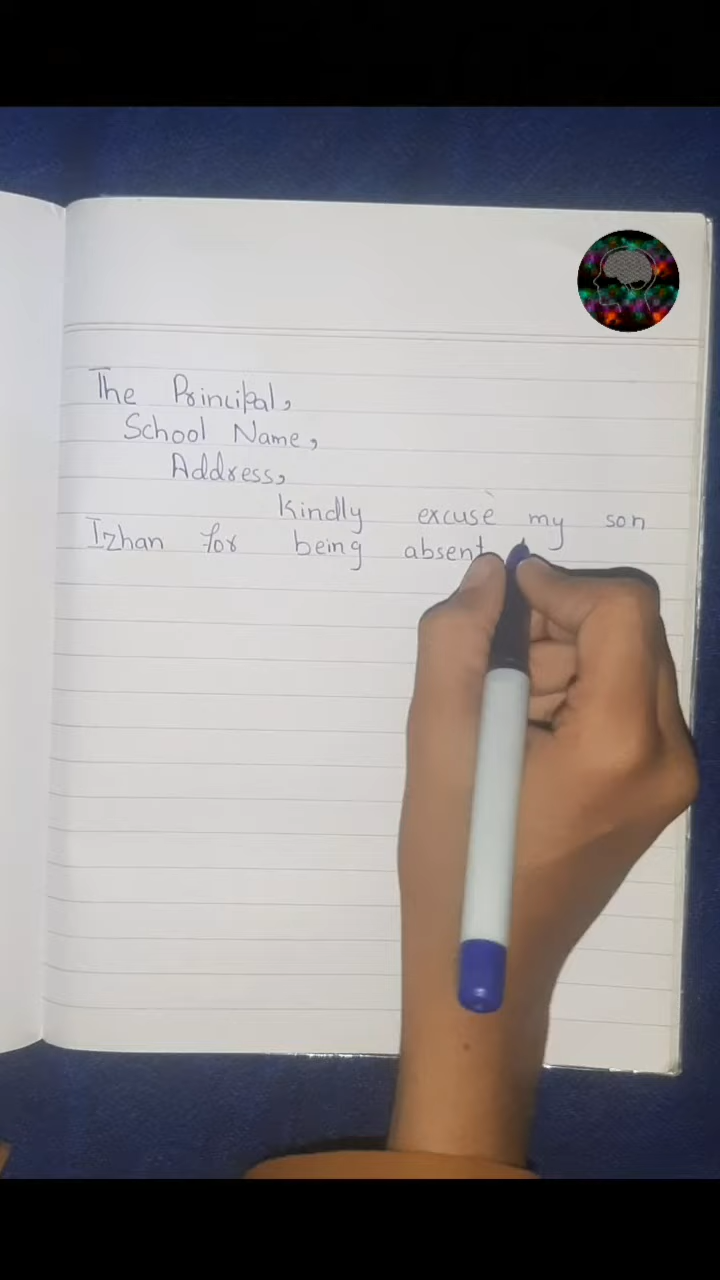 The Principal,
School Name,
Address,
Kindly excuse my son
Izhan for being absent